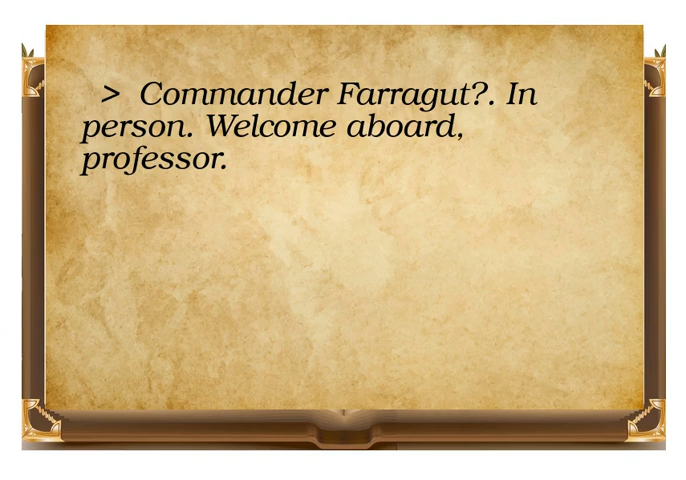 > Commander Farragut?. In
person. Welcome aboard,
professor.